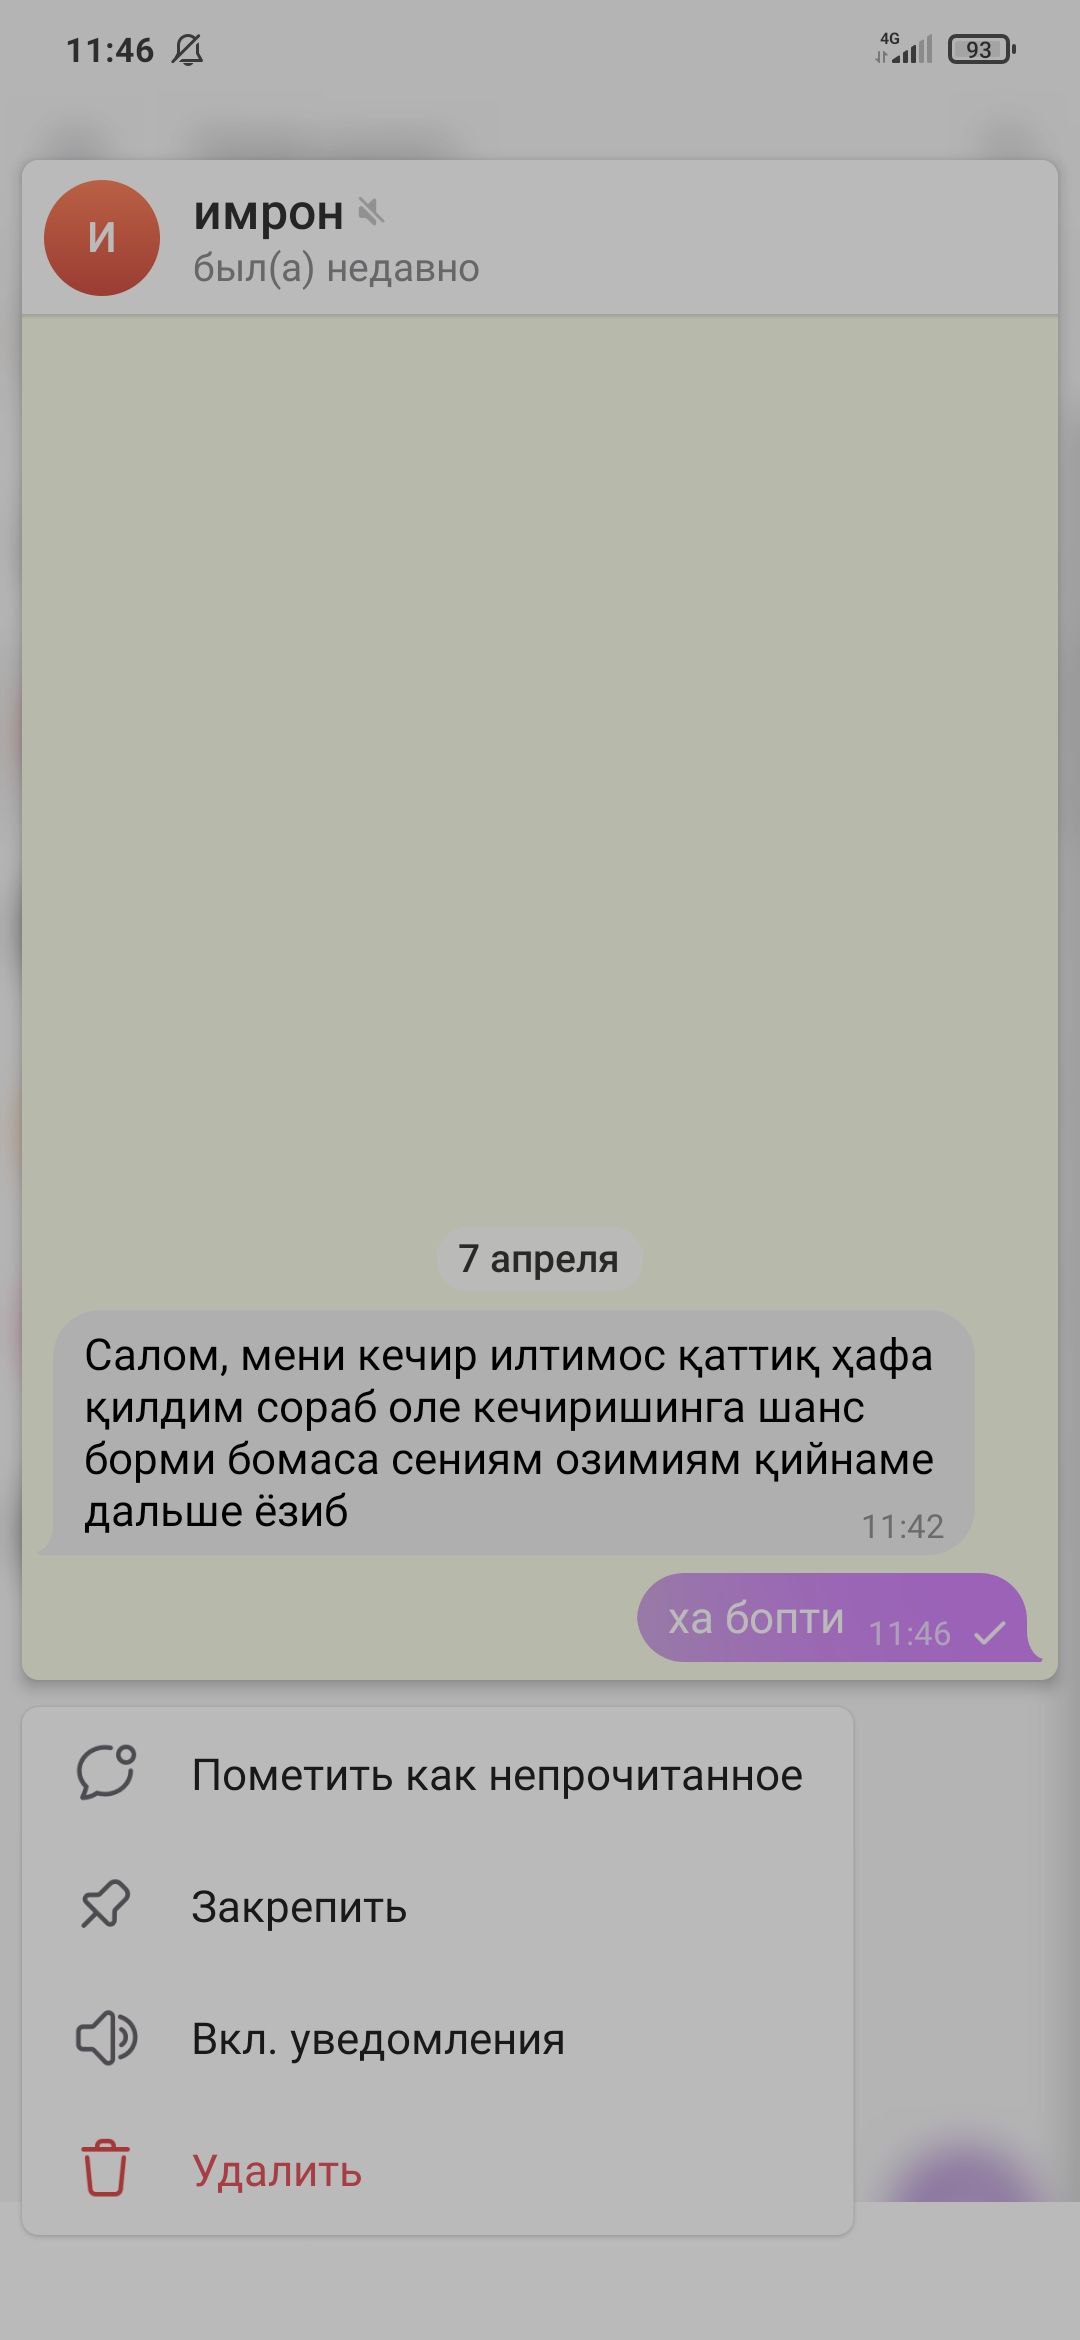 11:46
4G
93
И
имрон
был(а) недавно
7 апреля
Салом, мени кечир илтимос қаттиқ ҳафа
қилдим сораб оле кечиришинга шанс
борми бомаса сениям озимиям қийнаме
дальше ёзиб
11:42
ха бопти 11:46
Пометить как непрочитанное
Закрепить
Вкл. уведомления
Удалить